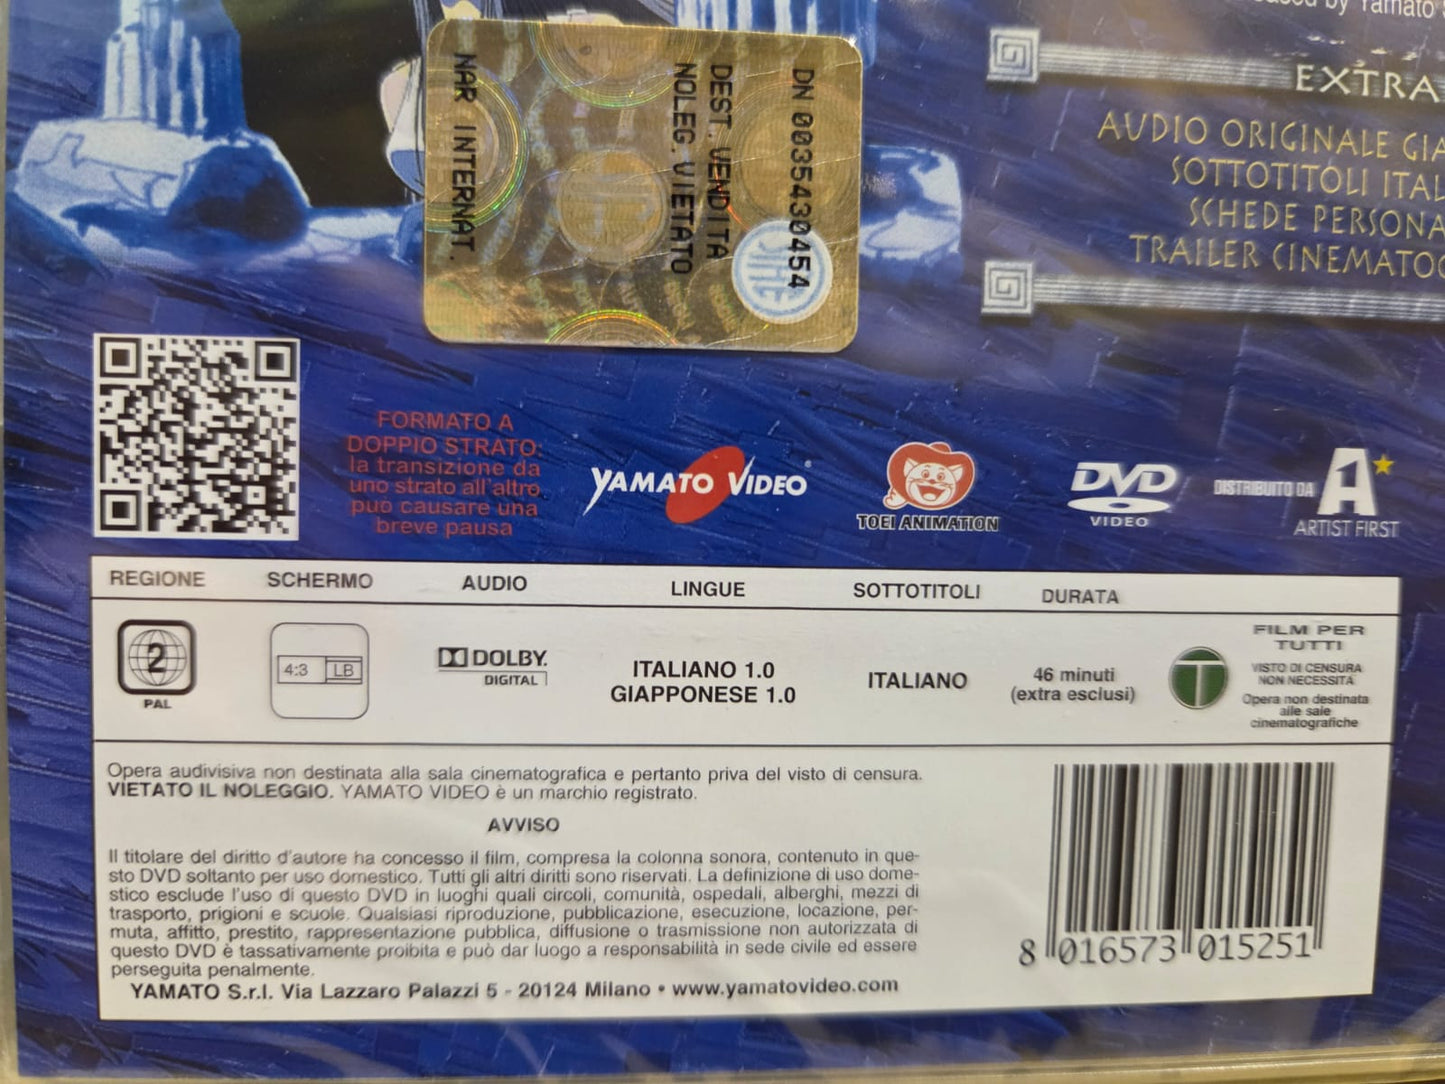 by Yamato
EXTRA
AUDIO ORIGINALE GIA
SOTTOTITOLI ITAL
SCHEDE PERSONA
TRAILER CINEMATOG
DN 0035430454
DEST. VENDITA
NOLEG. VIETATO
NAR INTERNAT.
SIAE
FORMATO A
DOPPIO STRATO:
la transizione da
uno strato all'altro
può causare una
breve pausa
YAMATO VIDEO®
TOEI ANIMATION
DVD
VIDEO
DISTRIBUITO DA
ARTIST FIRST
REGIONE SCHERMO AUDIO LINGUE SOTTOTITOLI DURATA
2
PAL
4:3 LB
DOLBY
DIGITAL
ITALIANO 1.0
GIAPPONESE 1.0
ITALIANO
46 minuti
(extra esclusi)
T
FILM PER
TUTTI
VISTO DI CENSURA
NON NECESSITA
Opera non destinata
alle sale
cinematografiche
Opera audivisiva non destinata alla sala cinematografica e pertanto priva del visto di censura.
VIETATO IL NOLEGGIO. YAMATO VIDEO è un marchio registrato.
AVVISO
Il titolare del diritto d'autore ha concesso il film, compresa la colonna sonora, contenuto in que-
sto DVD soltanto per uso domestico. Tutti gli altri diritti sono riservati. La definizione di uso dome-
stico esclude l'uso di questo DVD in luoghi quali circoli, comunità, ospedali, alberghi, mezzi di
trasporto, prigioni e scuole. Qualsiasi riproduzione, pubblicazione, esecuzione, locazione, per-
muta, affitto, prestito, rappresentazione pubblica, diffusione o trasmissione non autorizzata di
questo DVD è tassativamente proibita e può dar luogo a responsabilità in sede civile ed essere
perseguita penalmente.
YAMATO S.r.l. Via Lazzaro Palazzi 5 - 20124 Milano • www.yamatovideo.com
8 016573 015251